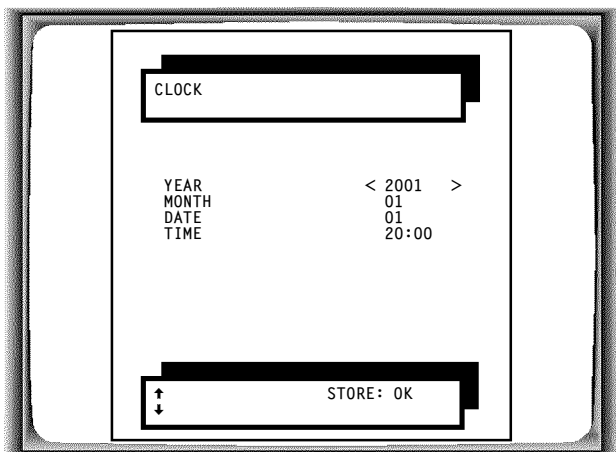 CLOCK
YEAR < 2001 >
MONTH 01
DATE 01
TIME 20:00
↑ STORE: OK
↓